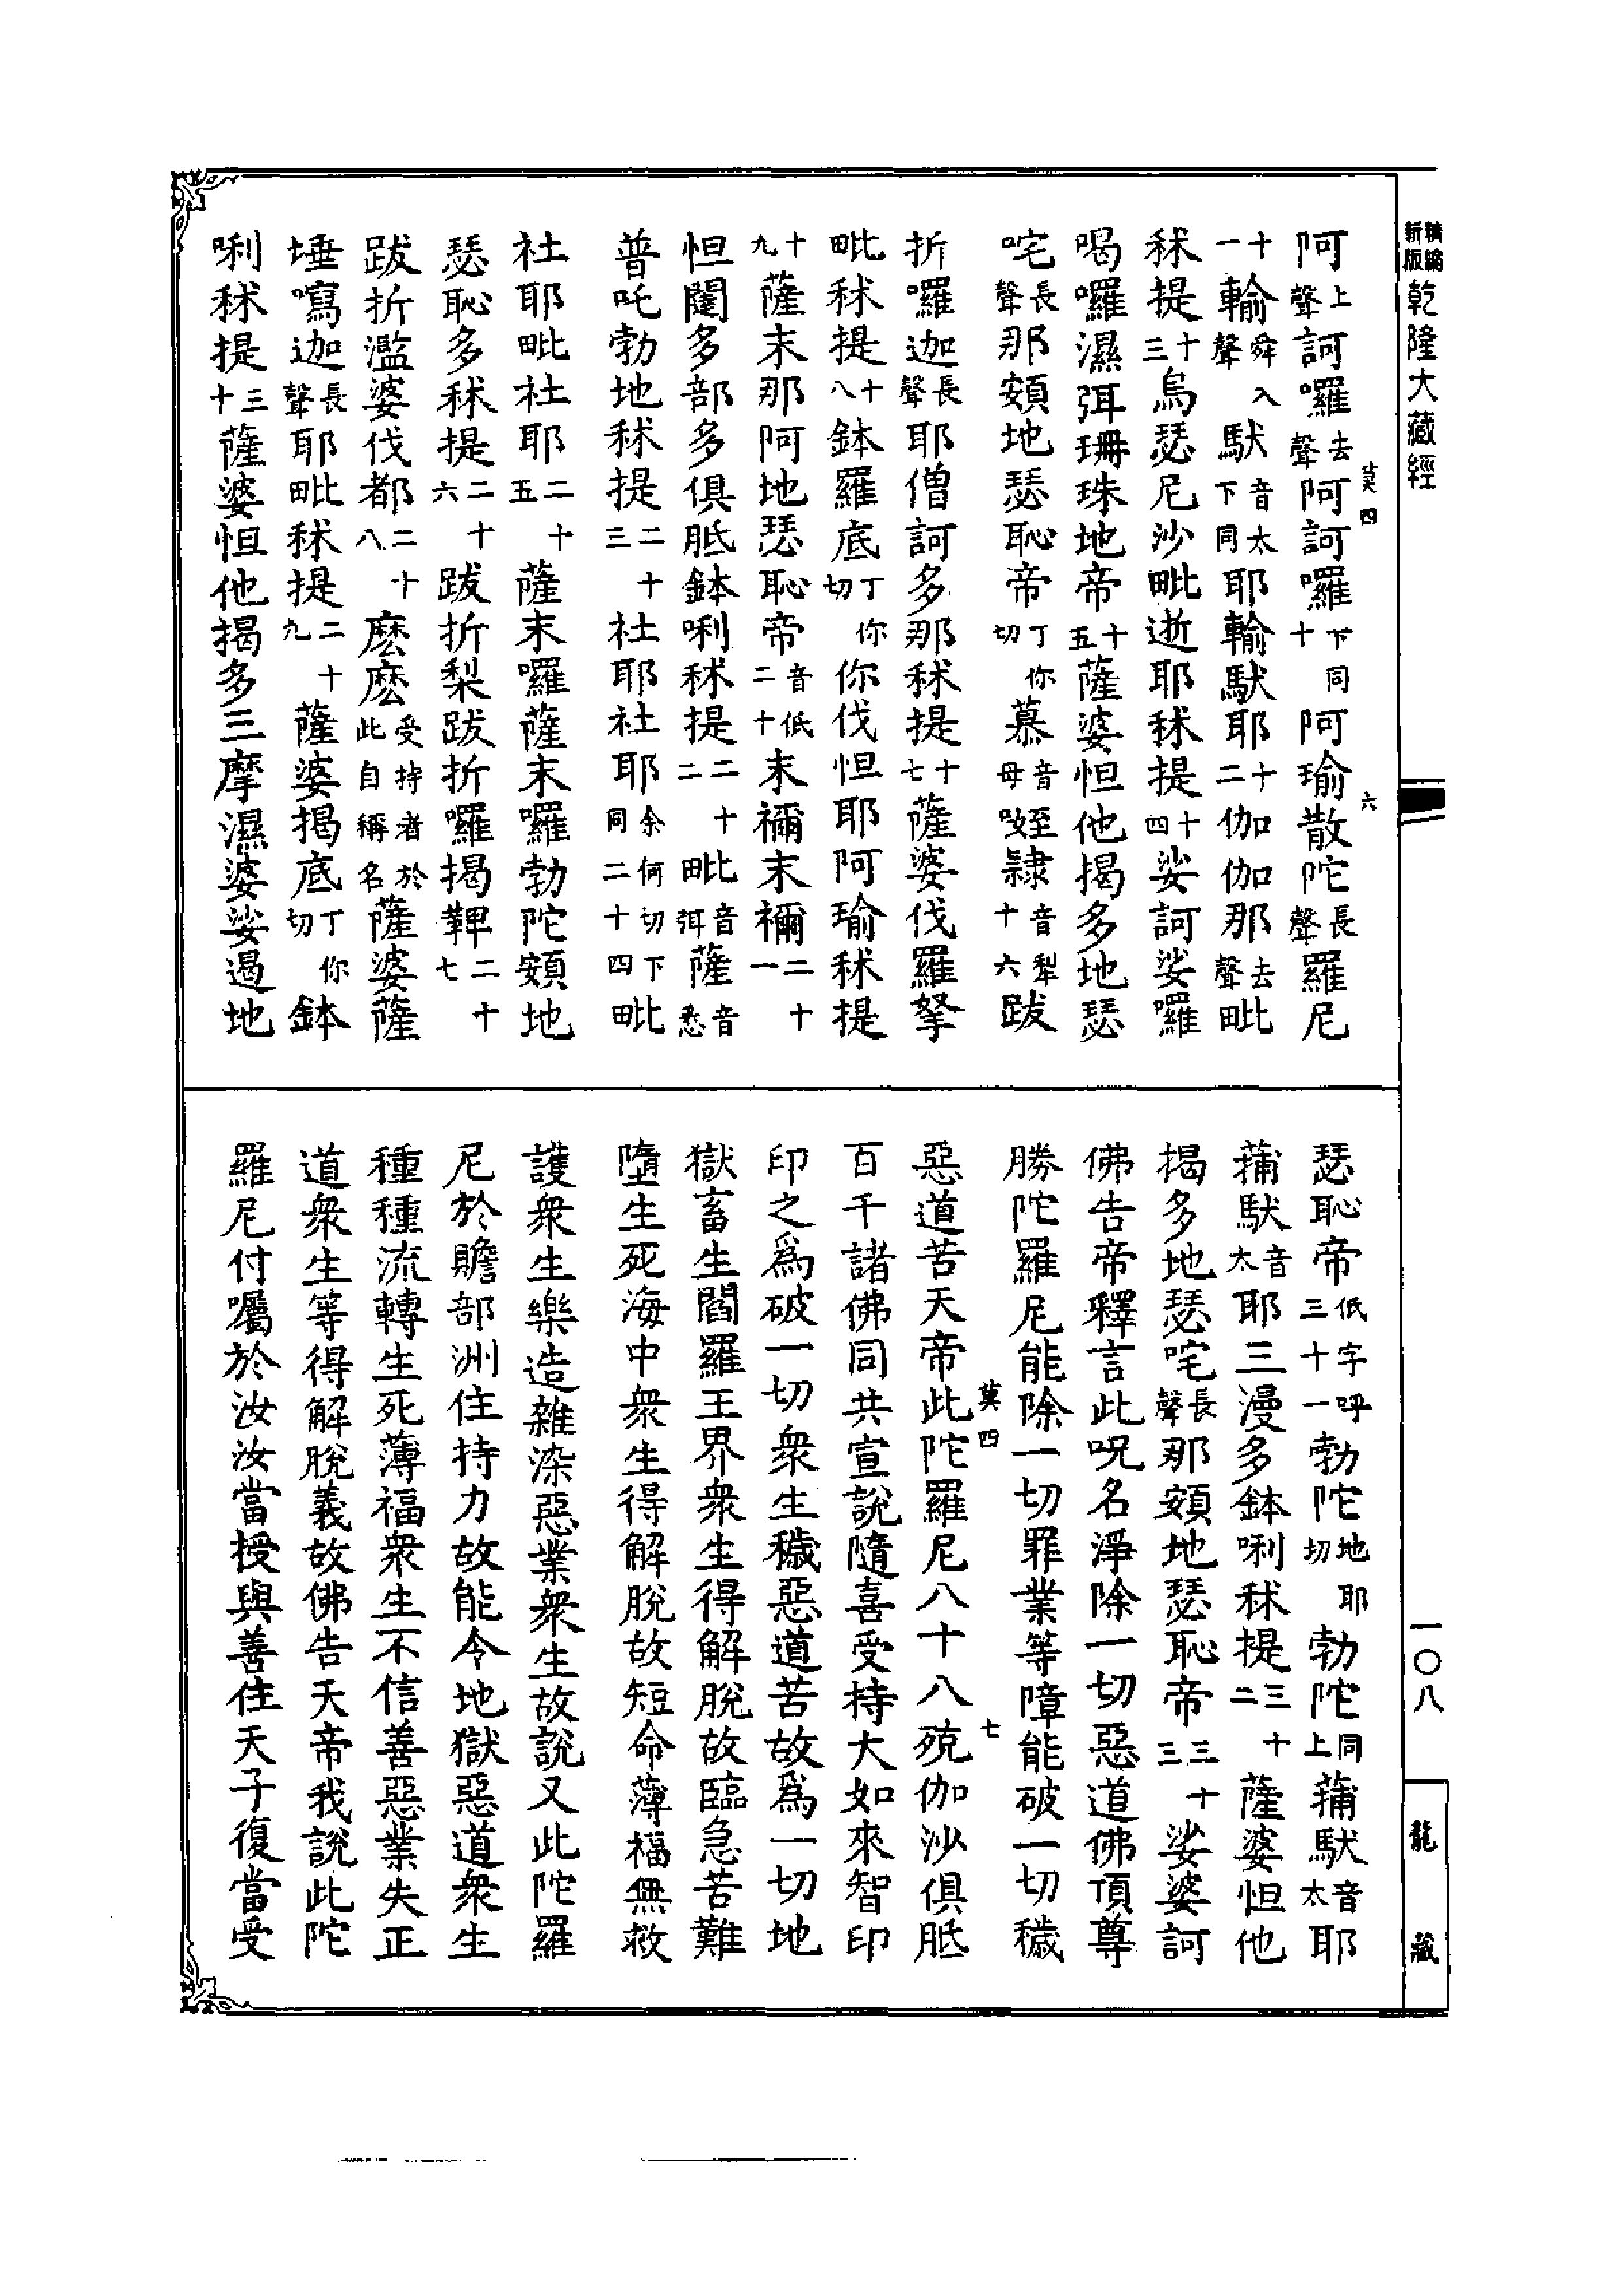 新編
新版
乾隆大藏經
一〇八
龍藏
阿上聲訶囉去聲阿訶囉下同十阿瑜散陀長聲羅尼
十一輸舜入聲馱音太下同耶輸馱耶十二伽伽那去聲毗
秫提十三烏瑟尼沙毗逝耶秫提十四娑訶娑囉
喝囉濕弭珊珠地帝十五薩婆怛他揭多地瑟
咤長聲那頞地瑟恥帝丁你切慕音母㛿隸音犁十六跋
折囉迦長聲耶僧訶多那秫提十七薩婆伐羅拏
毗秫提十八鉢羅底丁你切你伐怛耶阿瑜秫提
十九薩末那阿地瑟恥帝音低二十末禰末禰二十一
怛闥多部多俱胝鉢唎秫提二十二毗音弭薩音悉
普吒勃地秫提二十三社耶社耶余何切下同二十四毗
社耶毗社耶二十五薩末囉薩末囉勃陀頞地
瑟恥多秫提二十六跋折梨跋折囉揭鞞二十七
跋折濫婆伐都二十八麽麽受持者於此自稱名薩婆薩
埵寫迦長聲耶毗秫提二十九薩婆揭底丁你切鉢
唎秫提三十薩婆怛他揭多三摩濕婆娑遏地
莫四
六
瑟恥帝低字呼三十一勃陀地耶切勃陀同上蒱馱音太耶
蒱馱音太耶三漫多鉢唎秫提三十二薩婆怛他
揭多地瑟咤長聲那頞地瑟恥帝三十三娑婆訶
佛告帝釋言此呪名淨除一切惡道佛頂尊
勝陀羅尼能除一切罪業等障能破一切穢
惡道苦天帝此陀羅尼八十八殑伽沙俱胝
百千諸佛同共宣說隨喜受持大如來智印
印之爲破一切衆生穢惡道苦故爲一切地
獄畜生閻羅王界衆生得解脫故臨急苦難
墮生死海中衆生得解脫故短命薄福無救
護衆生樂造雜染惡業衆生故說又此陀羅
尼於贍部洲住持力故能令地獄惡道衆生
種種流轉生死薄福衆生不信善惡業失正
道衆生等得解脫義故佛告天帝我說此陀
羅尼付囑於汝汝當授與善住天子復當受
莫四
七